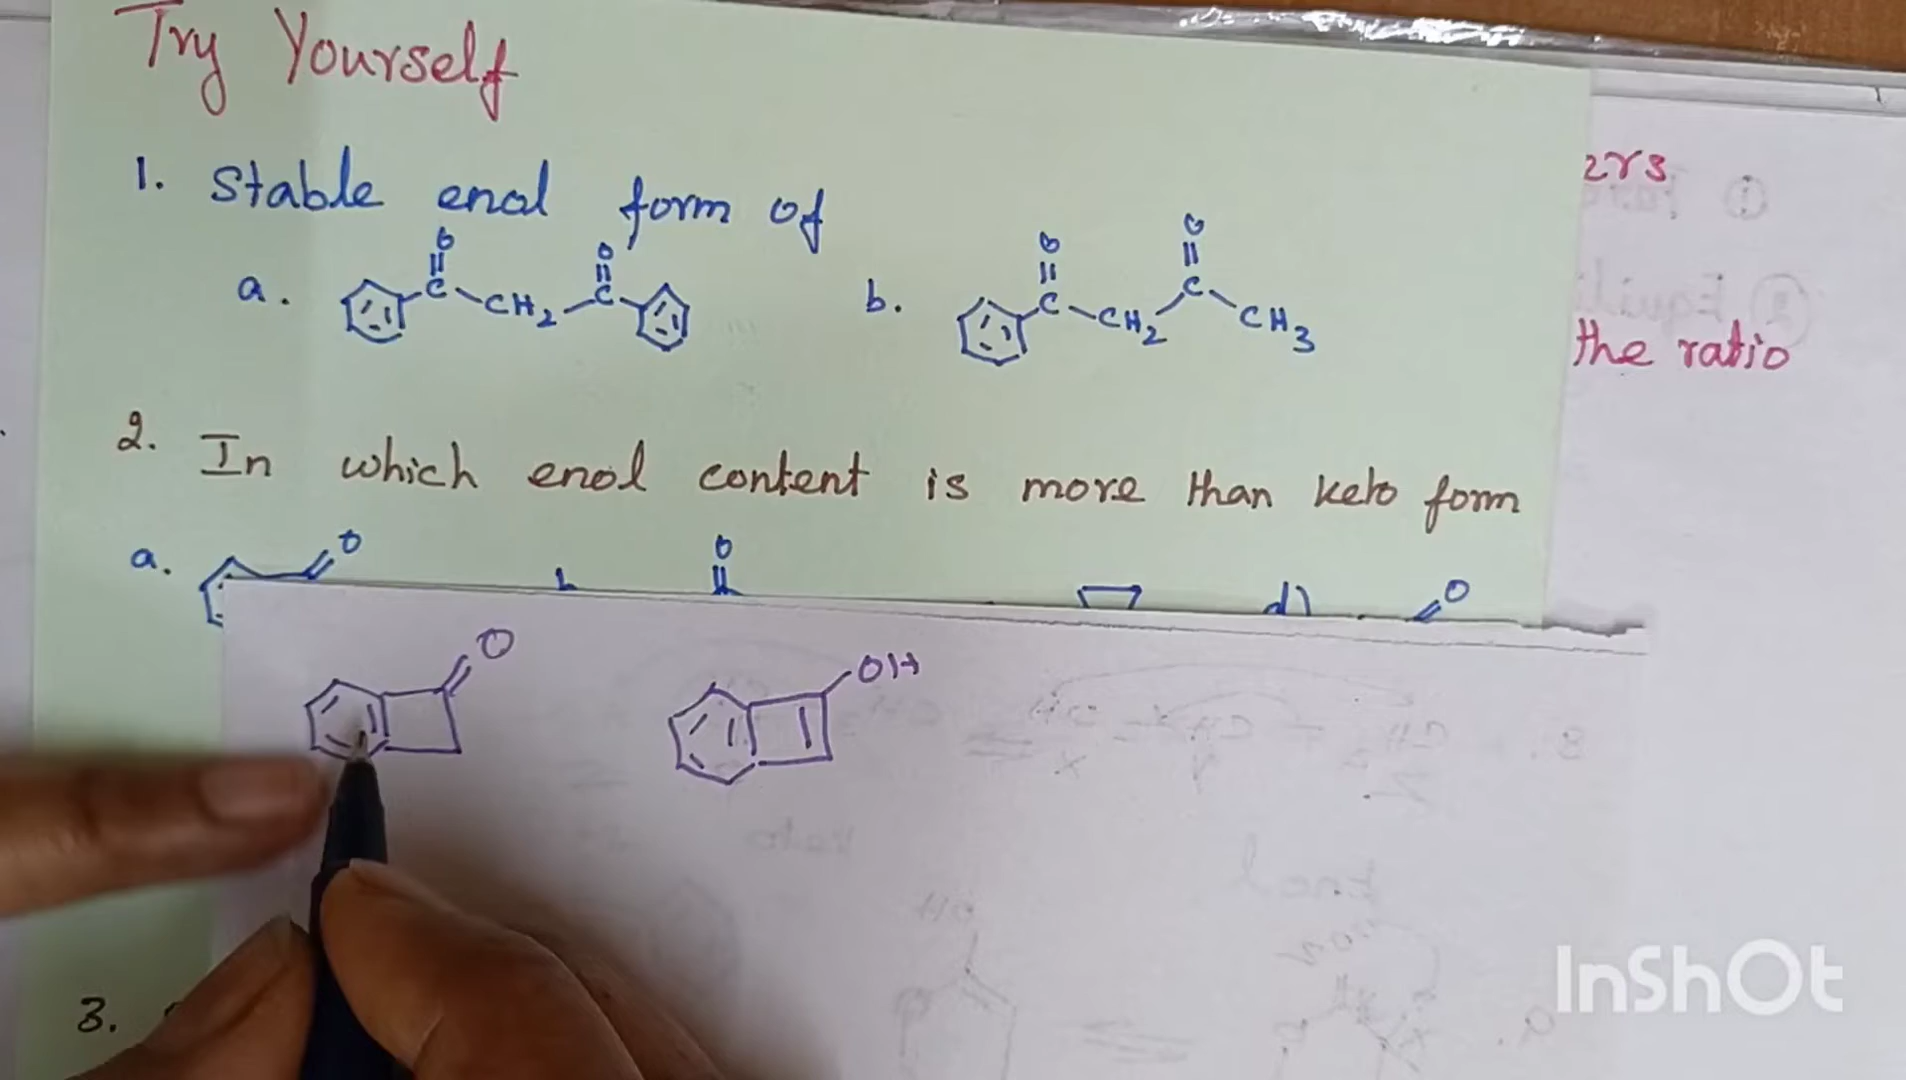 Try Yourself
1. Stable enol form of
a. O O C CH2 C
b. O O C CH2 C CH3
the ratio
2. In which enol content is more than keto form
a. O
O
d) O
O
OH
3.
InShOt